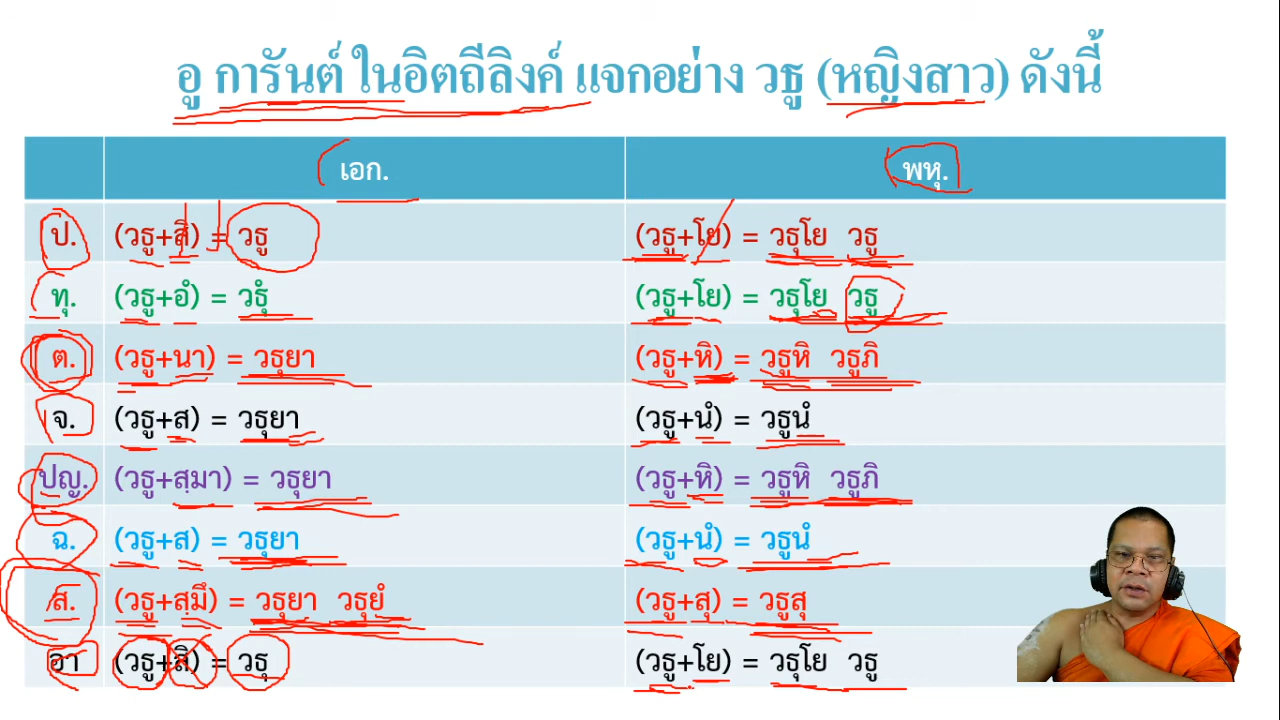 อู การันต์ ในอิตถีลิงค์ แจกอย่าง วธู (หญิงสาว) ดังนี้
เอก. พหุ.
ป. (วธู+สิ) = วธู (วธู+โย) = วธุโย วธู
ทุ. (วธู+อํ) = วธุํ (วธู+โย) = วธุโย วธู
ต. (วธู+นา) = วธุยา (วธู+หิ) = วธูหิ วธูภิ
จ. (วธู+ส) = วธุยา (วธู+นํ) = วธูนํ
ปญ. (วธู+สฺมา) = วธุยา (วธู+หิ) = วธูหิ วธูภิ
ฉ. (วธู+ส) = วธุยา (วธู+นํ) = วธูนํ
ส. (วธู+สฺมึ) = วธุยา วธุยํ (วธู+สุ) = วธูสุ
อา (วธู+สิ) = วธุ (วธู+โย) = วธุโย วธู